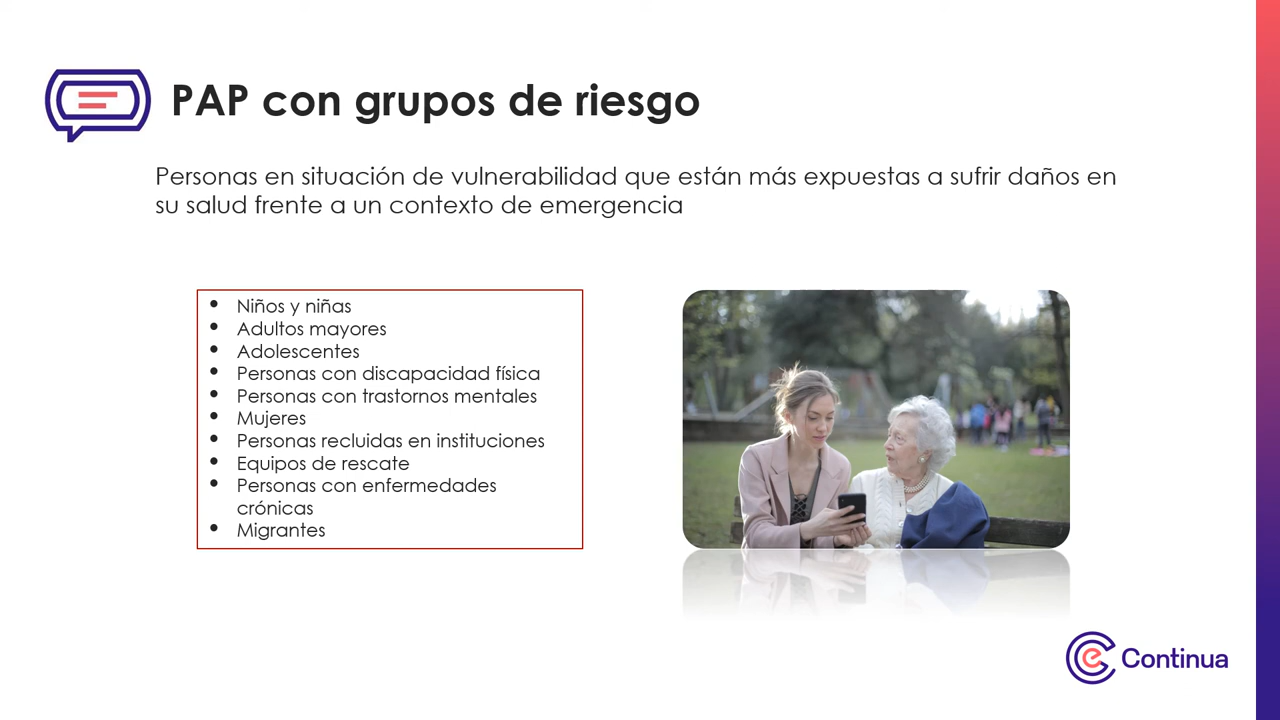 PAP con grupos de riesgo
Personas en situación de vulnerabilidad que están más expuestas a sufrir daños en
su salud frente a un contexto de emergencia
• Niños y niñas
• Adultos mayores
• Adolescentes
• Personas con discapacidad física
• Personas con trastornos mentales
• Mujeres
• Personas recluidas en instituciones
• Equipos de rescate
• Personas con enfermedades
crónicas
• Migrantes
Continua